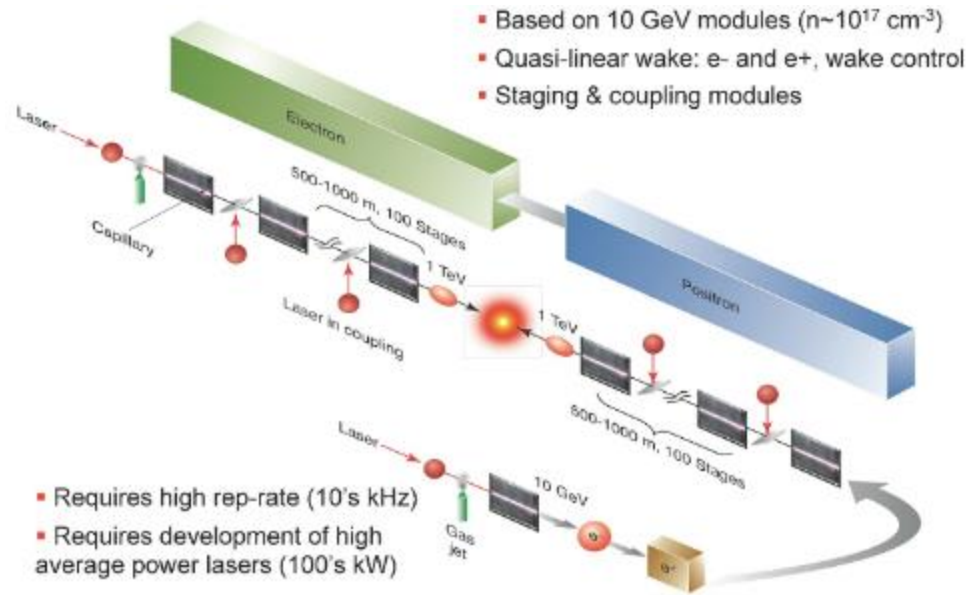 ▪ Based on 10 GeV modules (n~10¹⁷ cm⁻³)
▪ Quasi-linear wake: e- and e+, wake control
▪ Staging & coupling modules
Laser
Electron
500-1000 m, 100 Stages
Capillary
1 TeV
Laser in coupling
Positron
1 TeV
500-1000 m, 100 Stages
Laser
10 GeV
Gas
jet
e⁻
e⁺
▪ Requires high rep-rate (10's kHz)
▪ Requires development of high
average power lasers (100's kW)